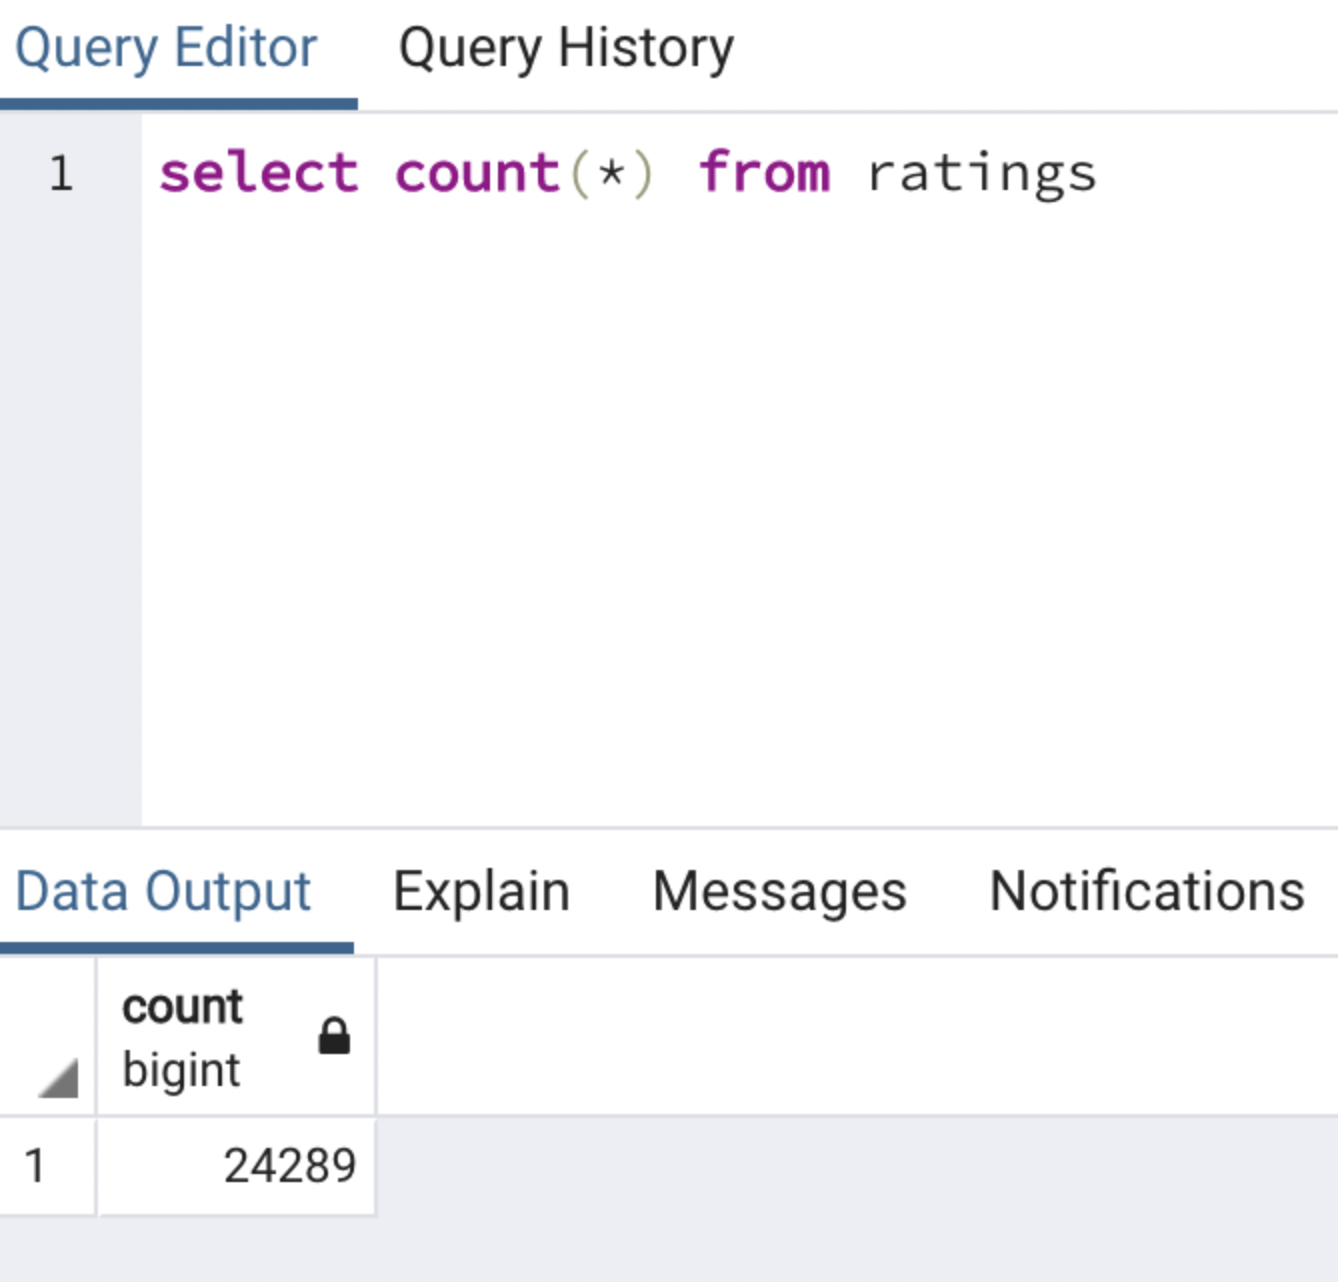 Query Editor Query History
1 select count(*) from ratings
Data Output Explain Messages Notifications
count
bigint
1 24289